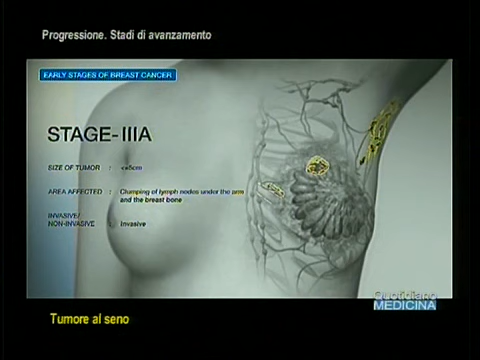 Progressione. Stadi di avanzamento
EARLY STAGES OF BREAST CANCER
STAGE-IIIA
SIZE OF TUMOR :
AREA AFFECTED : Clumping of lymph nodes under the arm
and the breast bone
INVASIVE/
NON-INVASIVE : Invasive
Quotidiano
MEDICINA
Tumore al seno